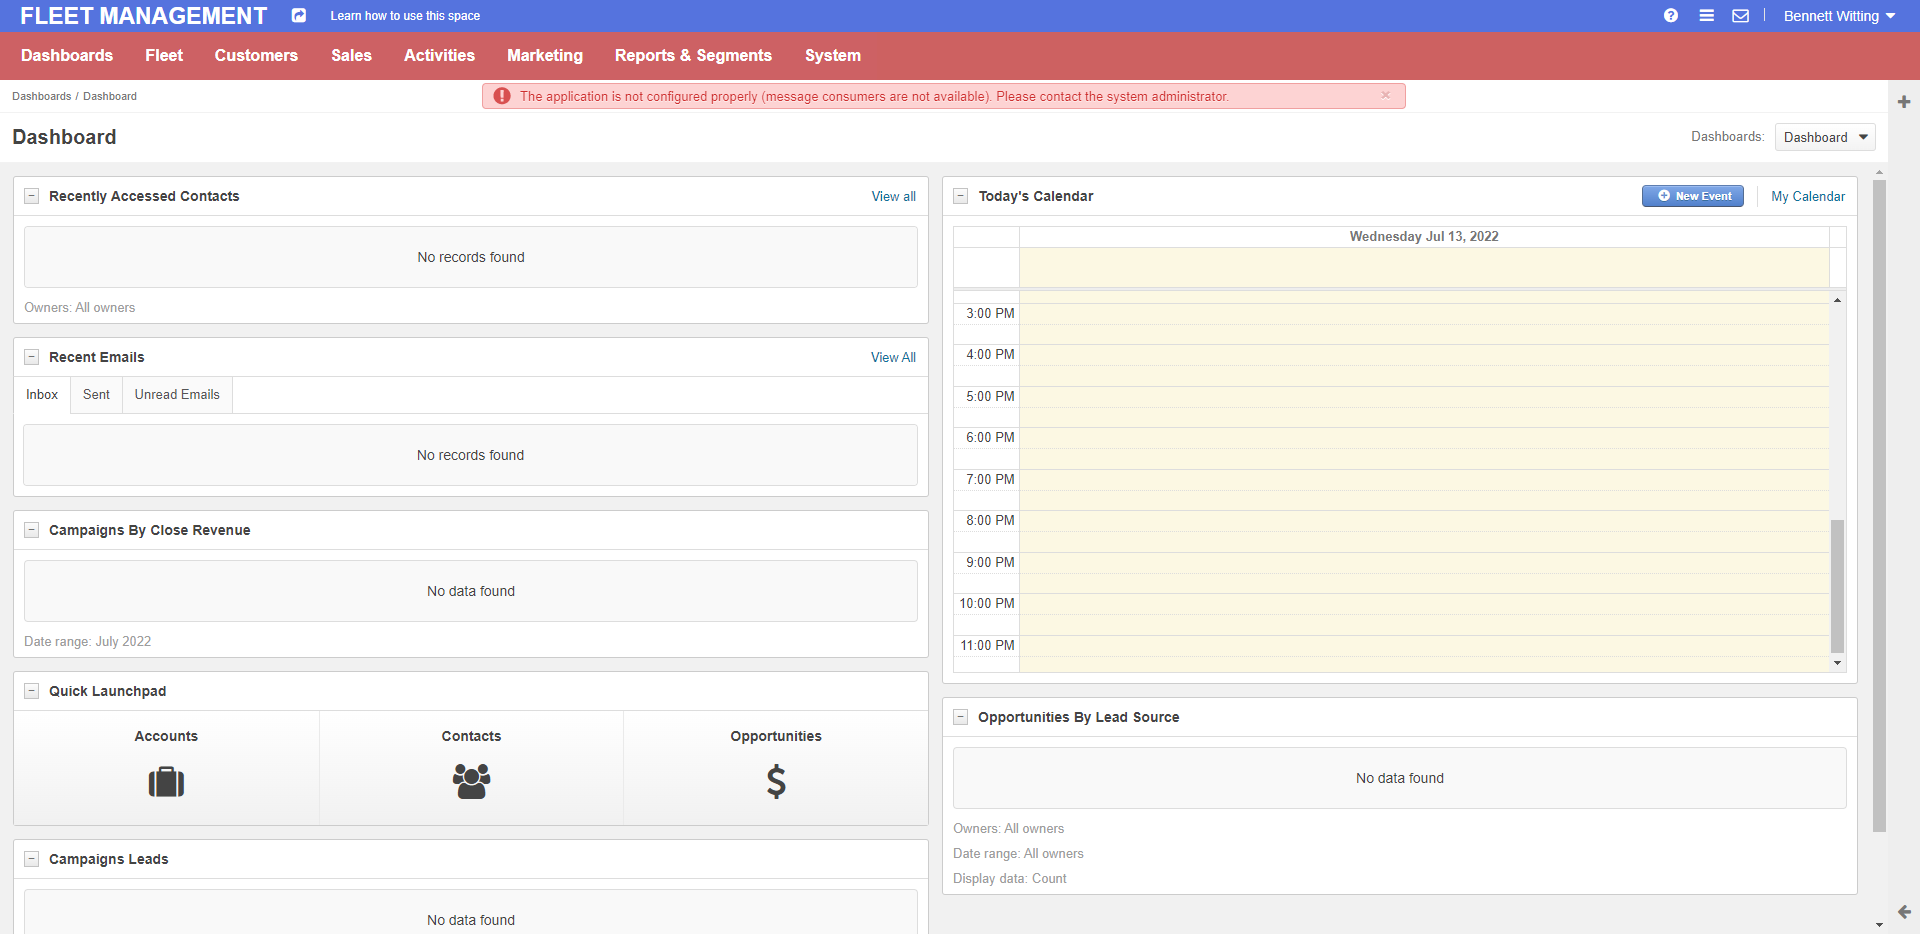 FLEET MANAGEMENT
Learn how to use this space
Bennett Witting
Dashboards
Fleet
Customers
Sales
Activities
Marketing
Reports & Segments
System
Dashboards / Dashboard
The application is not configured properly (message consumers are not available). Please contact the system administrator.
Dashboard
Dashboards:
Dashboard
Recently Accessed Contacts
View all
No records found
Owners: All owners
Recent Emails
View All
Inbox
Sent
Unread Emails
No records found
Campaigns By Close Revenue
No data found
Date range: July 2022
Quick Launchpad
Accounts
Contacts
Opportunities
Campaigns Leads
No data found
Today's Calendar
New Event
My Calendar
Wednesday Jul 13, 2022
3:00 PM
4:00 PM
5:00 PM
6:00 PM
7:00 PM
8:00 PM
9:00 PM
10:00 PM
11:00 PM
Opportunities By Lead Source
No data found
Owners: All owners
Date range: All owners
Display data: Count